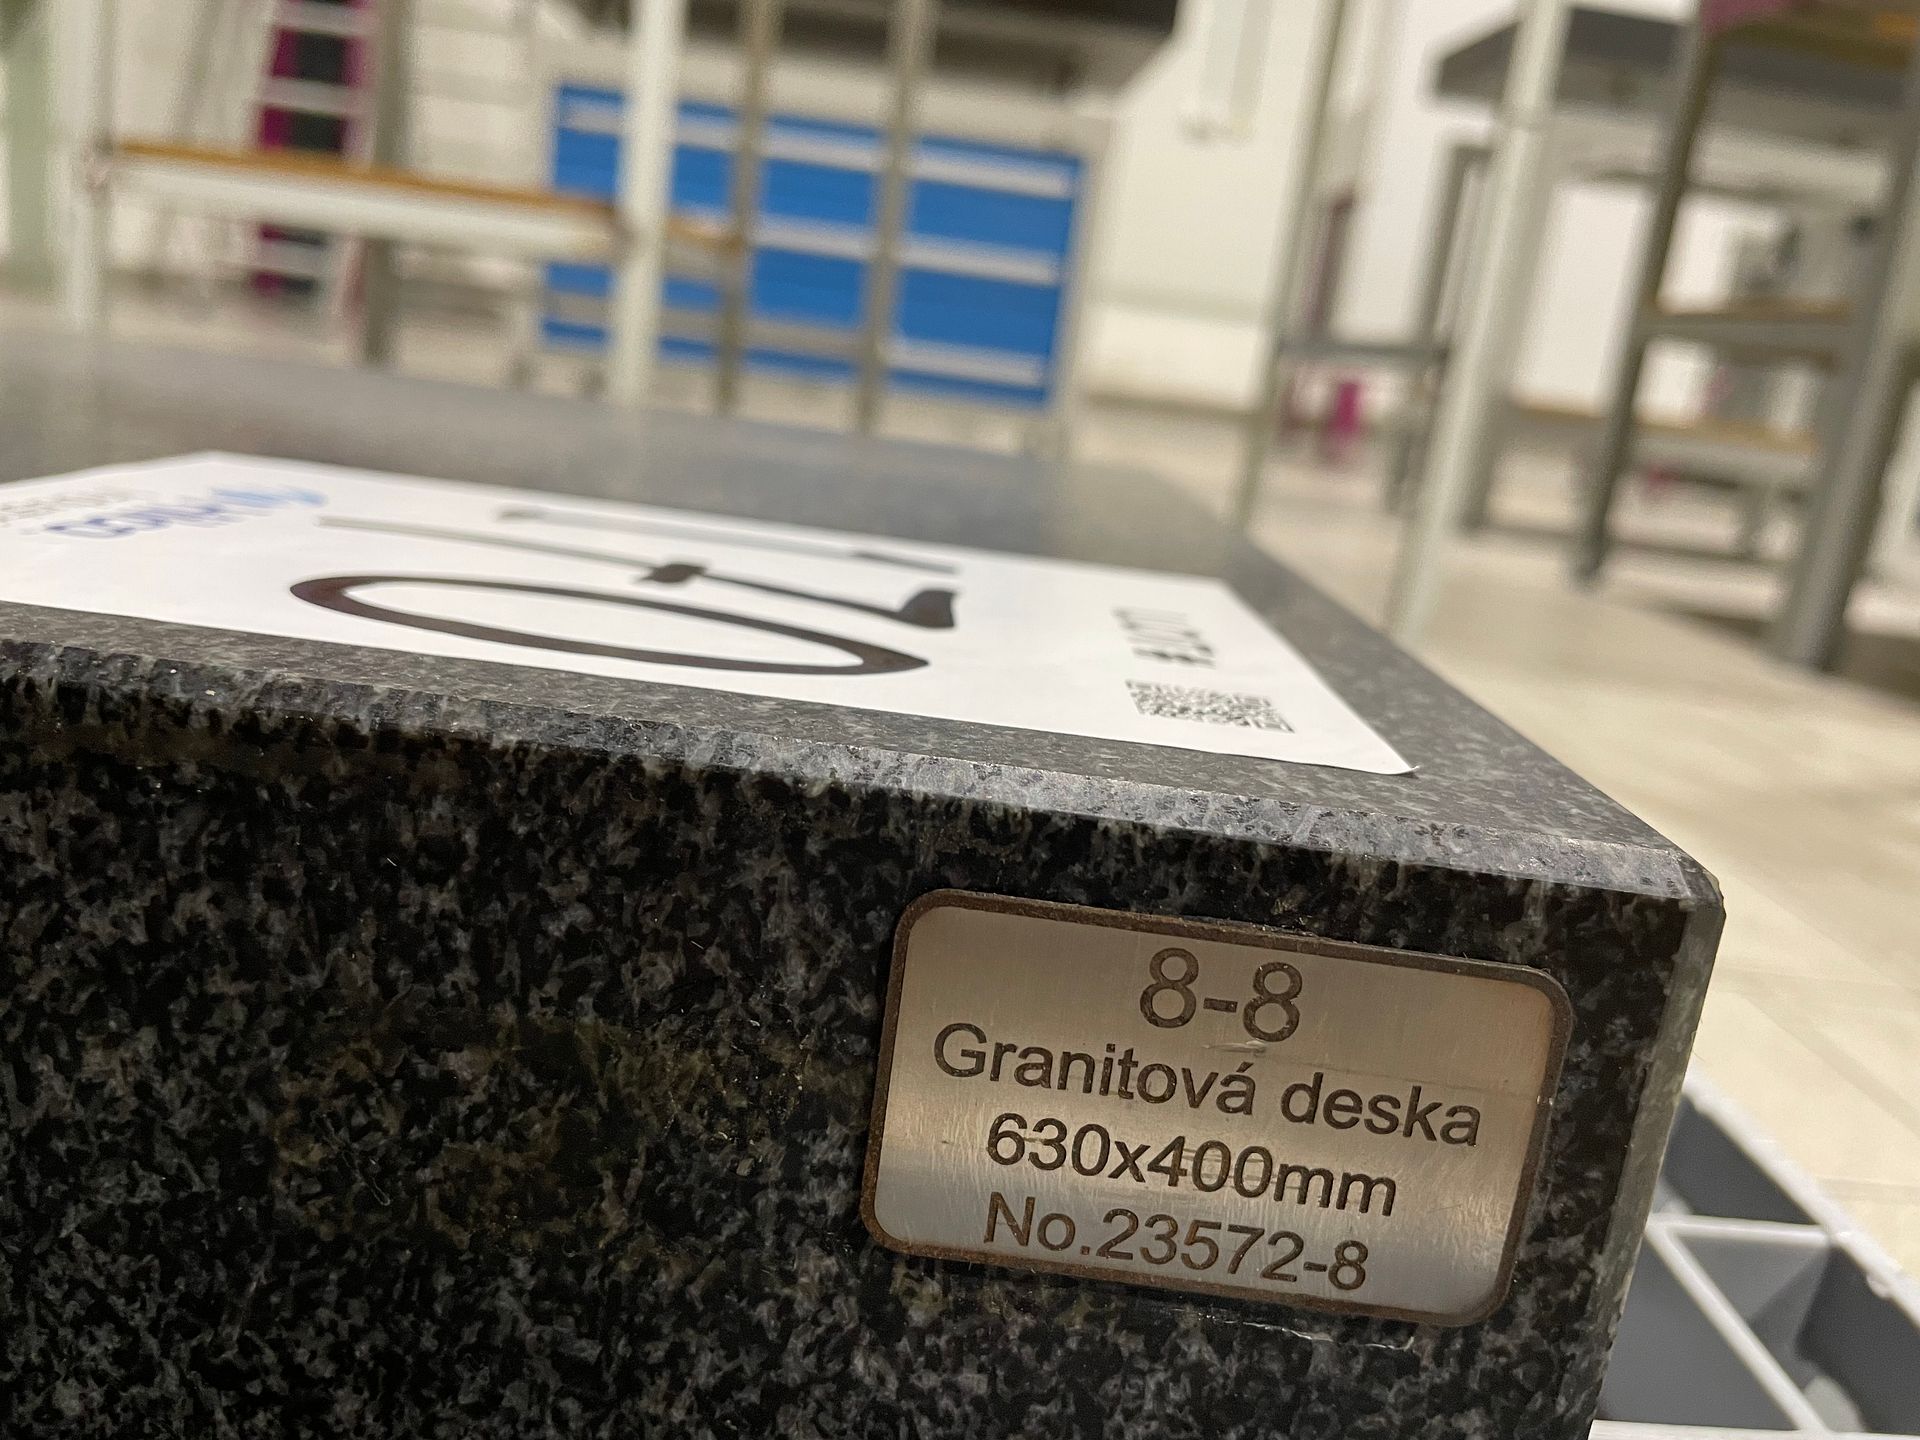 8-8
Granitová deska
630x400mm
No.23572-8